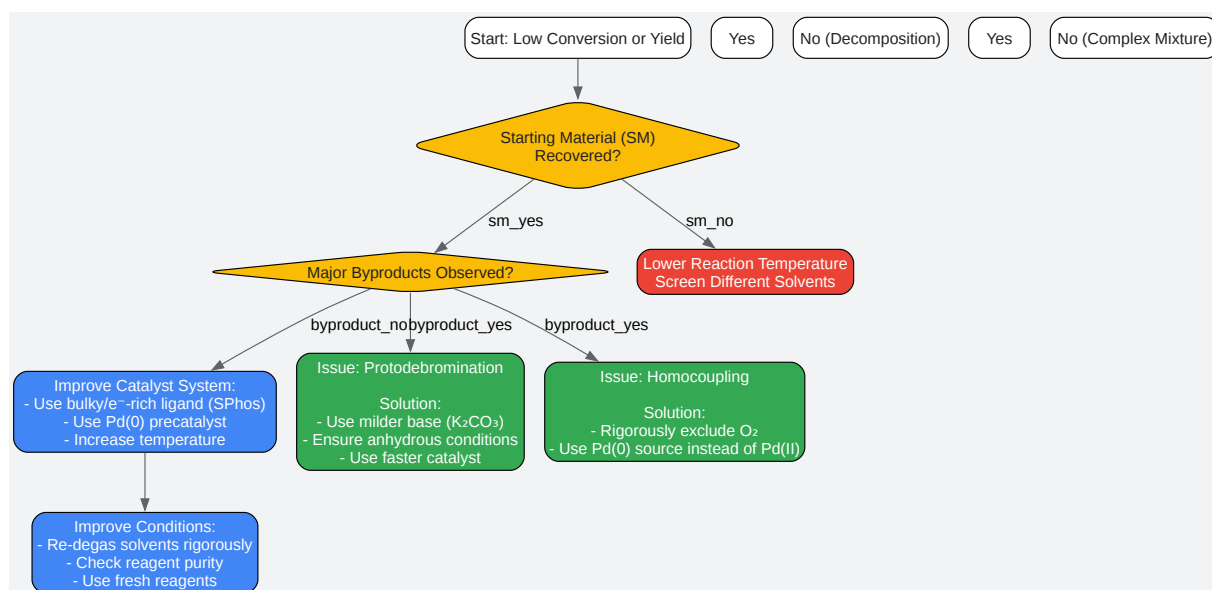 Start: Low Conversion or Yield
Yes
No (Decomposition)
Yes
No (Complex Mixture)
Starting Material (SM)
Recovered?
sm_yes
sm_no
Major Byproducts Observed?
Lower Reaction Temperature
Screen Different Solvents
byproduct_no
byproduct_yes
byproduct_yes
Improve Catalyst System:
- Use bulky/e⁻-rich ligand (SPhos)
- Use Pd(0) precatalyst
- Increase temperature
Issue: Protodebromination
Solution:
- Use milder base (K₂CO₃)
- Ensure anhydrous conditions
- Use faster catalyst
Issue: Homocoupling
Solution:
- Rigorously exclude O₂
- Use Pd(0) source instead of Pd(II)
Improve Conditions:
- Re-degas solvents rigorously
- Check reagent purity
- Use fresh reagents